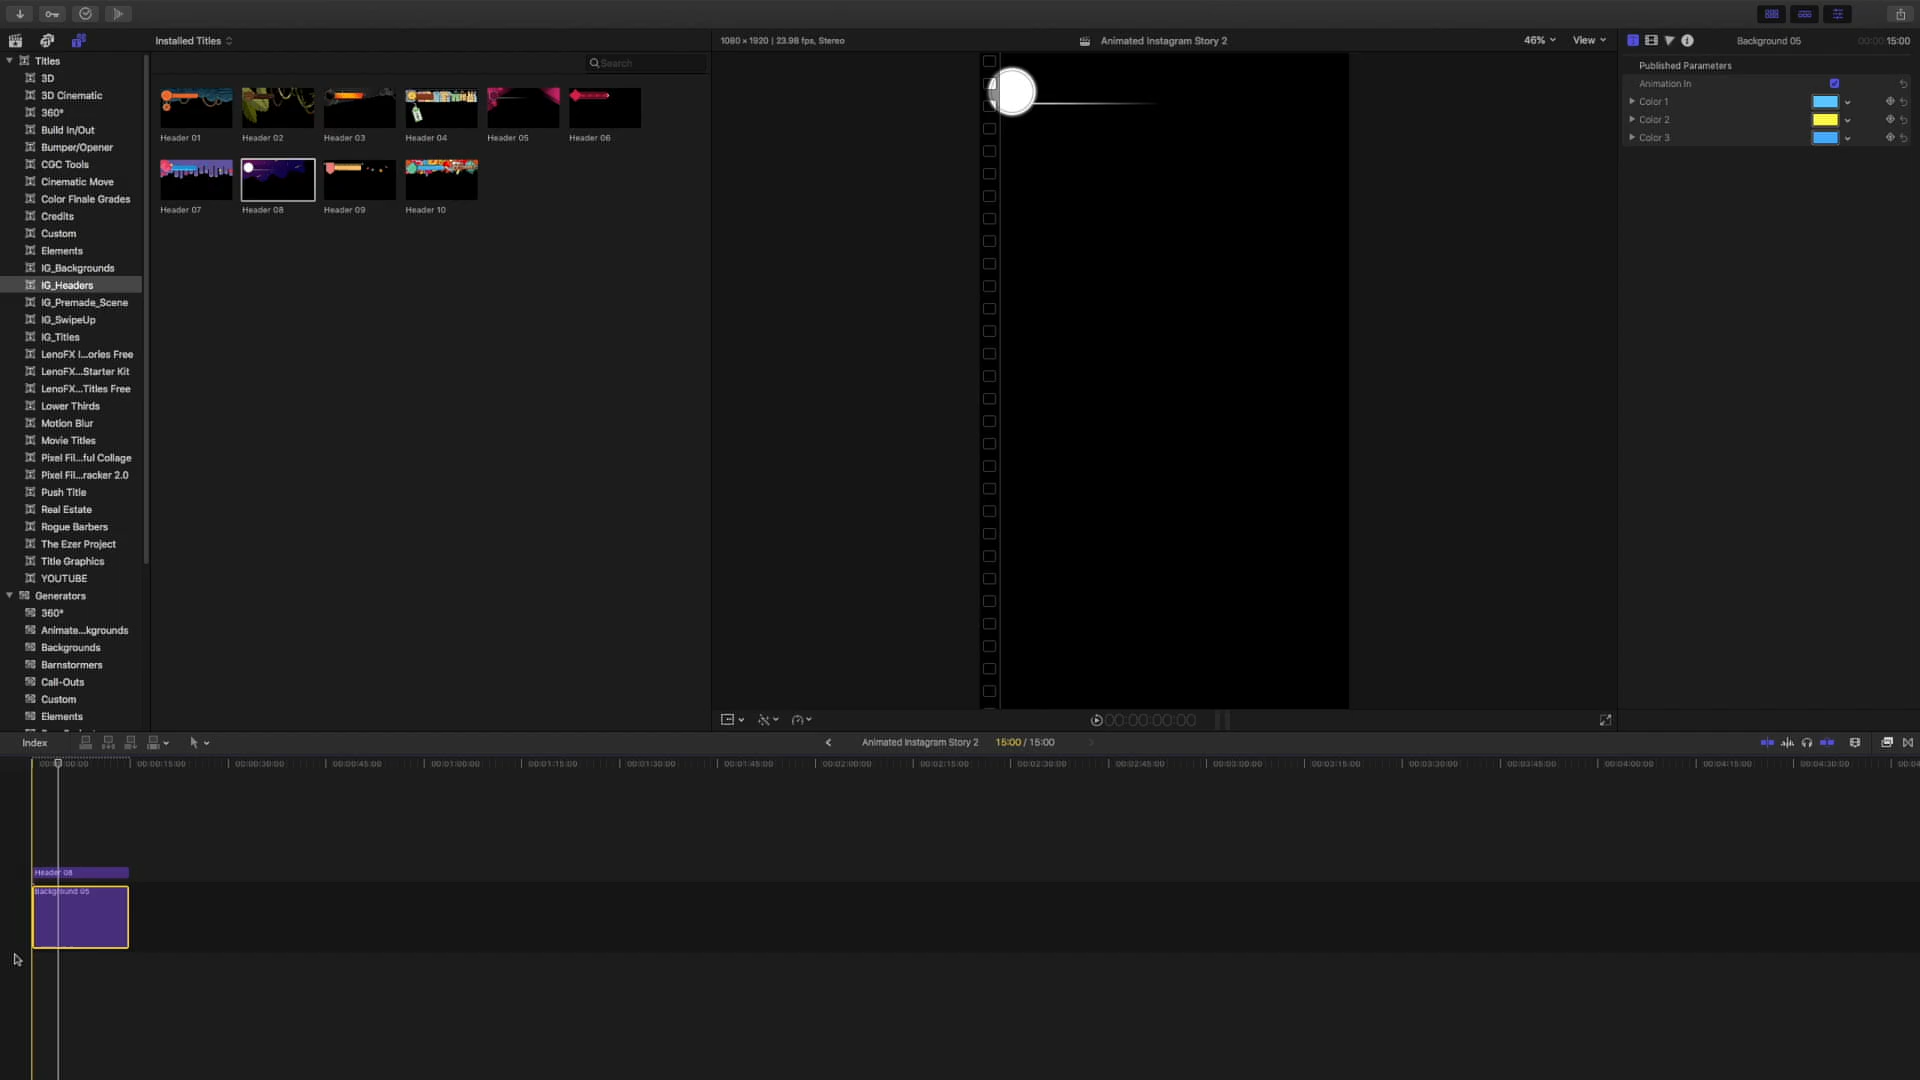 Installed Titles
1080 × 1920 | 23.98 fps, Stereo
Animated Instagram Story 2
46%
View
Background 05
00:00:15:00
Titles
3D
3D Cinematic
360°
Build In/Out
Bumper/Opener
CGC Tools
Cinematic Move
Color Finale Grades
Credits
Custom
Elements
IG_Backgrounds
IG_Headers
IG_Premade_Scene
IG_SwipeUp
IG_Titles
LenoFX I...ories Free
LenoFX...Starter Kit
LenoFX...Titles Free
Lower Thirds
Motion Blur
Movie Titles
Pixel Fil...ful Collage
Pixel Fil...racker 2.0
Push Title
Real Estate
Rogue Barbers
The Ezer Project
Title Graphics
YOUTUBE
Generators
360°
Animate...kgrounds
Backgrounds
Barnstormers
Call-Outs
Custom
Elements
Search
Header 01
Header 02
Header 03
Header 04
Header 05
Header 06
Header 07
Header 08
Header 09
Header 10
Published Parameters
Animation In
Color 1
Color 2
Color 3
00:00:00:00
Index
Animated Instagram Story 2
15:00 / 15:00
00:00:15:00
00:00:30:00
00:00:45:00
00:01:00:00
00:01:15:00
00:01:30:00
00:01:45:00
00:02:00:00
00:02:15:00
00:02:30:00
00:02:45:00
00:03:00:00
00:03:15:00
00:03:30:00
00:03:45:00
00:04:00:00
00:04:15:00
00:04:30:00
Header 08
Background 05